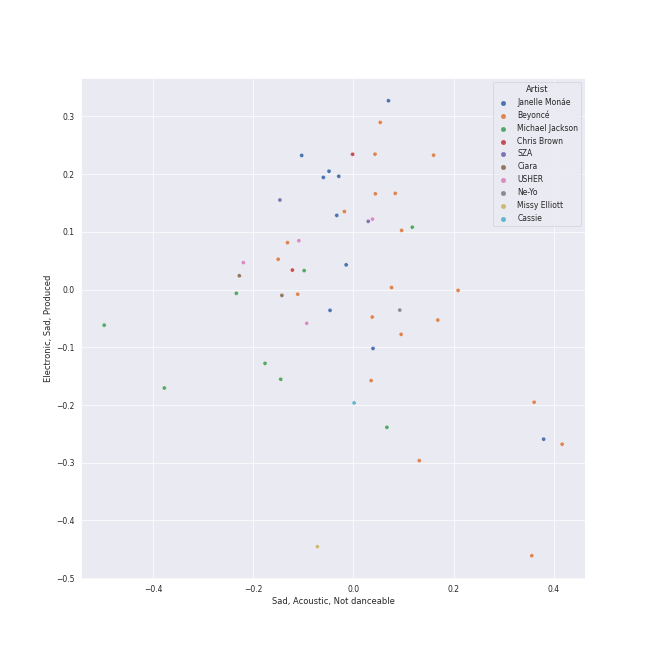 Artist
Janelle Monáe
Beyoncé
Michael Jackson
Chris Brown
SZA
Ciara
USHER
Ne-Yo
Missy Elliott
Cassie
0.3
0.2
0.1
0.0
−0.1
−0.2
−0.3
−0.4
−0.5
Electronic, Sad, Produced
−0.4
−0.2
0.0
0.2
0.4
Sad, Acoustic, Not danceable